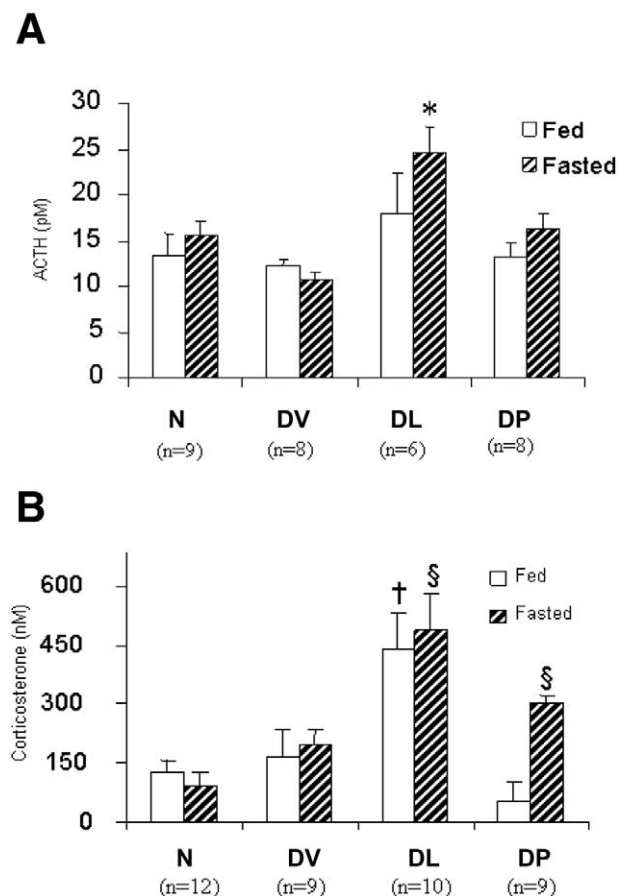 A
30
25
20
15
10
5
0
ACTH (pM)
*
Fed
Fasted
N DV DL DP
(n=9) (n=8) (n=6) (n=8)
B
600
450
300
150
0
Corticosterone (nM)
† § §
Fed
Fasted
N DV DL DP
(n=12) (n=9) (n=10) (n=9)